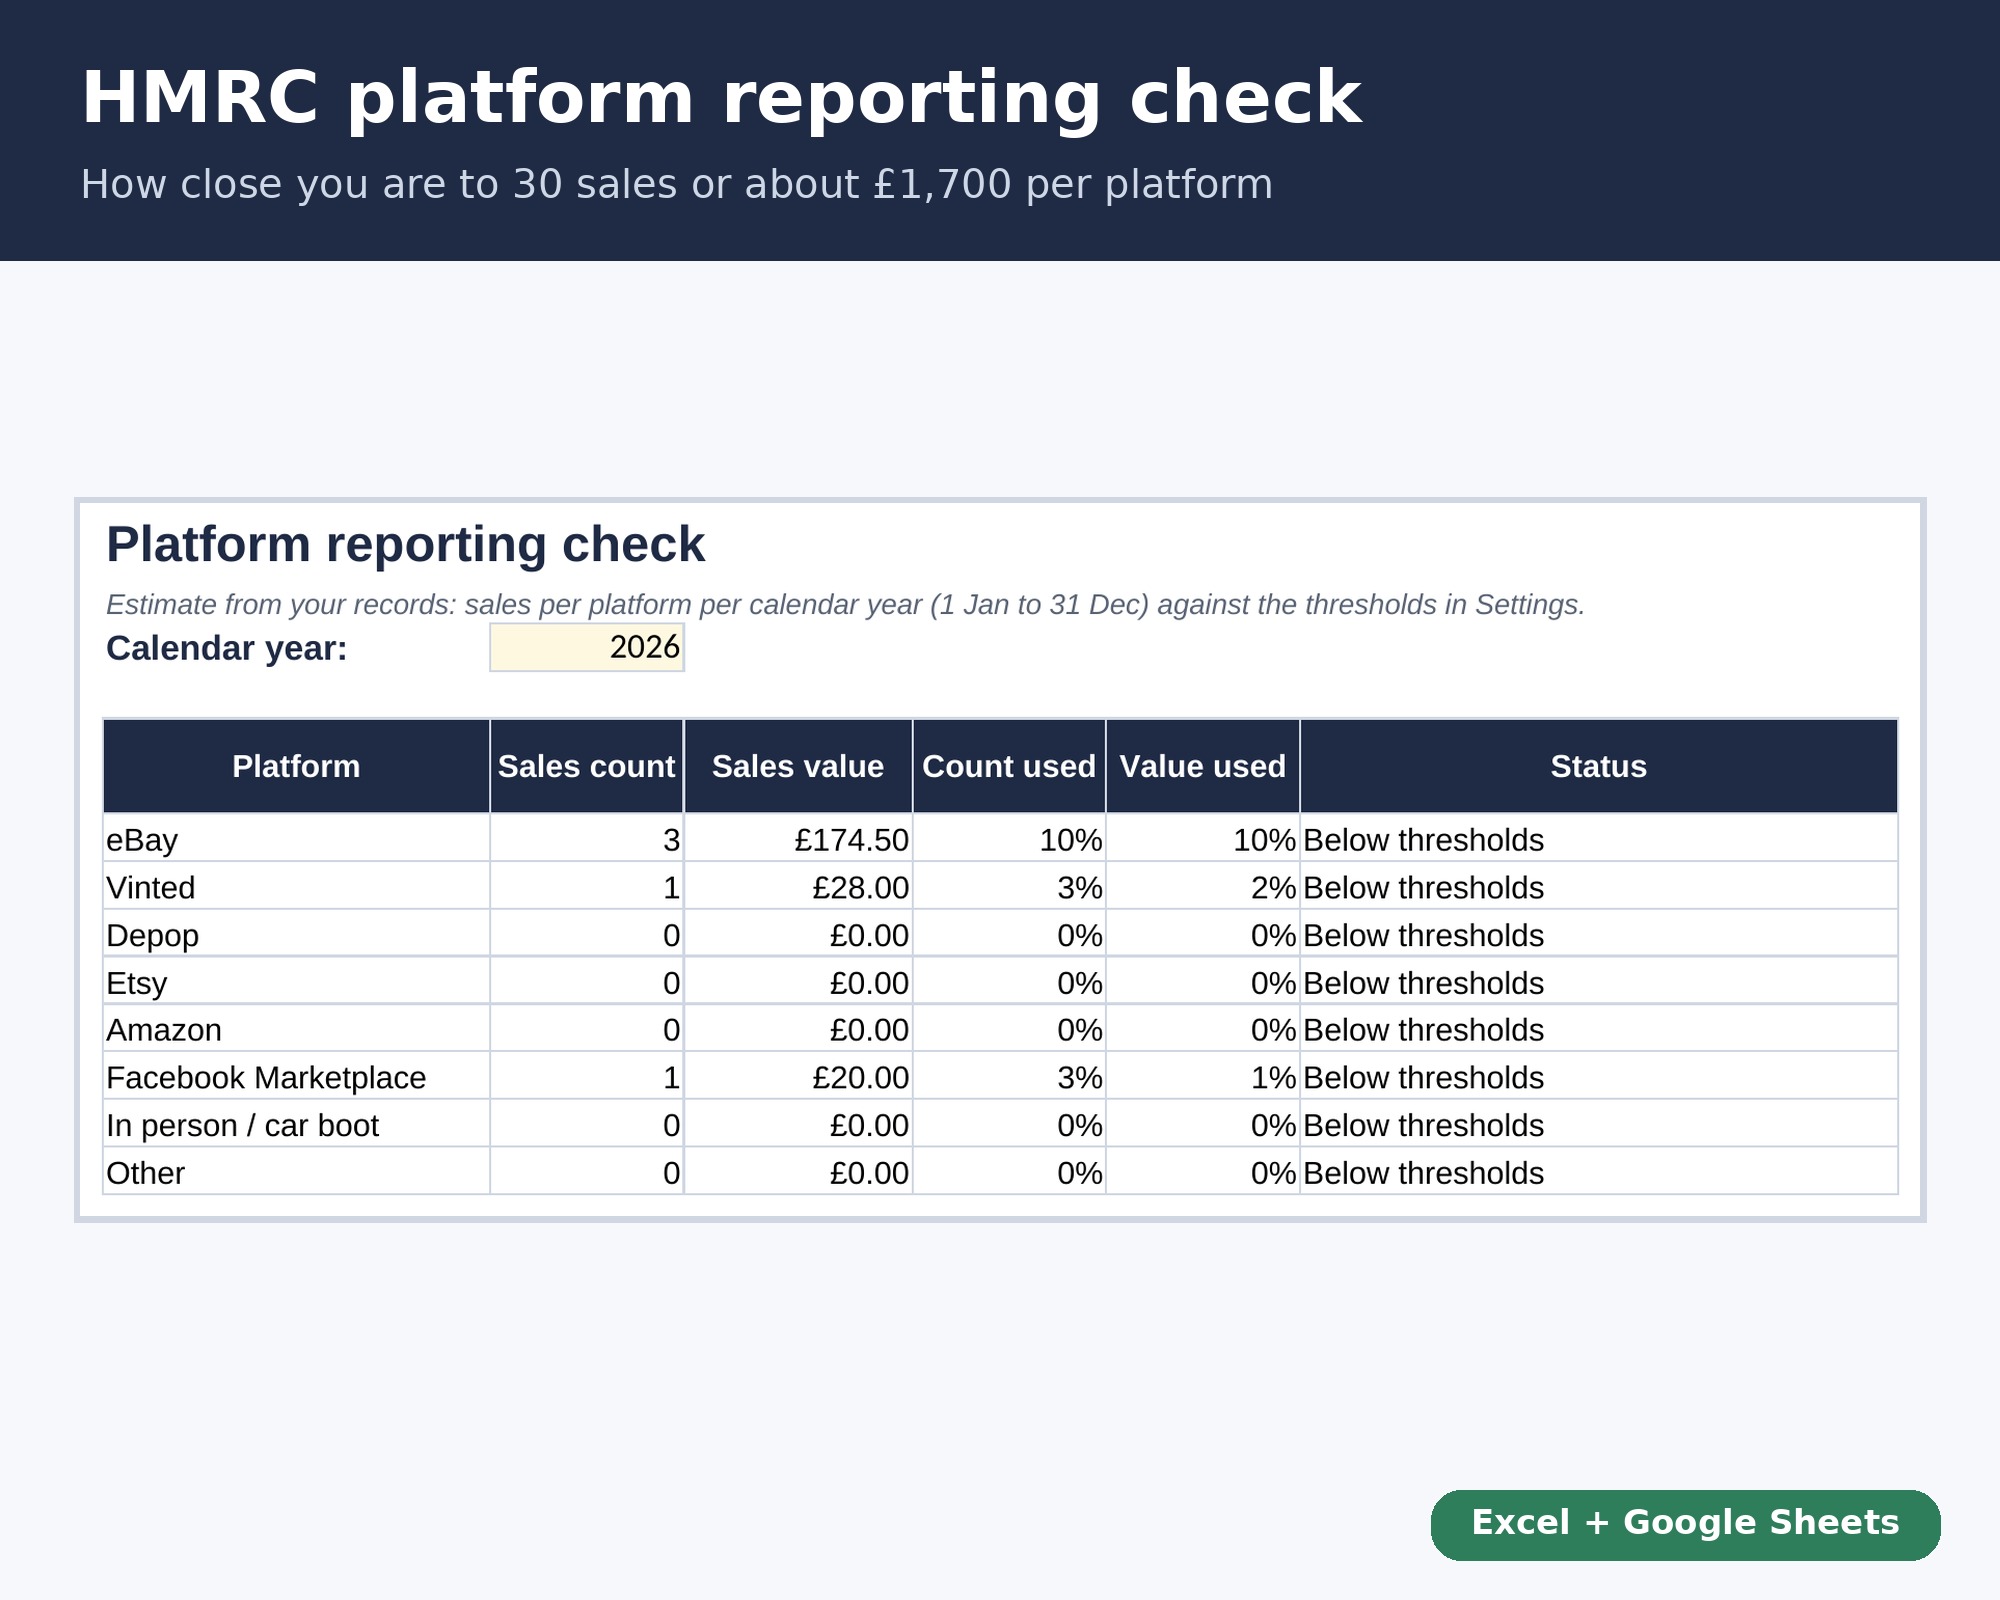 HMRC platform reporting check
How close you are to 30 sales or about £1,700 per platform
Platform reporting check
Estimate from your records: sales per platform per calendar year (1 Jan to 31 Dec) against the thresholds in Settings.
Calendar year: 2026
Platform Sales count Sales value Count used Value used Status
eBay 3 £174.50 10% 10% Below thresholds
Vinted 1 £28.00 3% 2% Below thresholds
Depop 0 £0.00 0% 0% Below thresholds
Etsy 0 £0.00 0% 0% Below thresholds
Amazon 0 £0.00 0% 0% Below thresholds
Facebook Marketplace 1 £20.00 3% 1% Below thresholds
In person / car boot 0 £0.00 0% 0% Below thresholds
Other 0 £0.00 0% 0% Below thresholds
Excel + Google Sheets